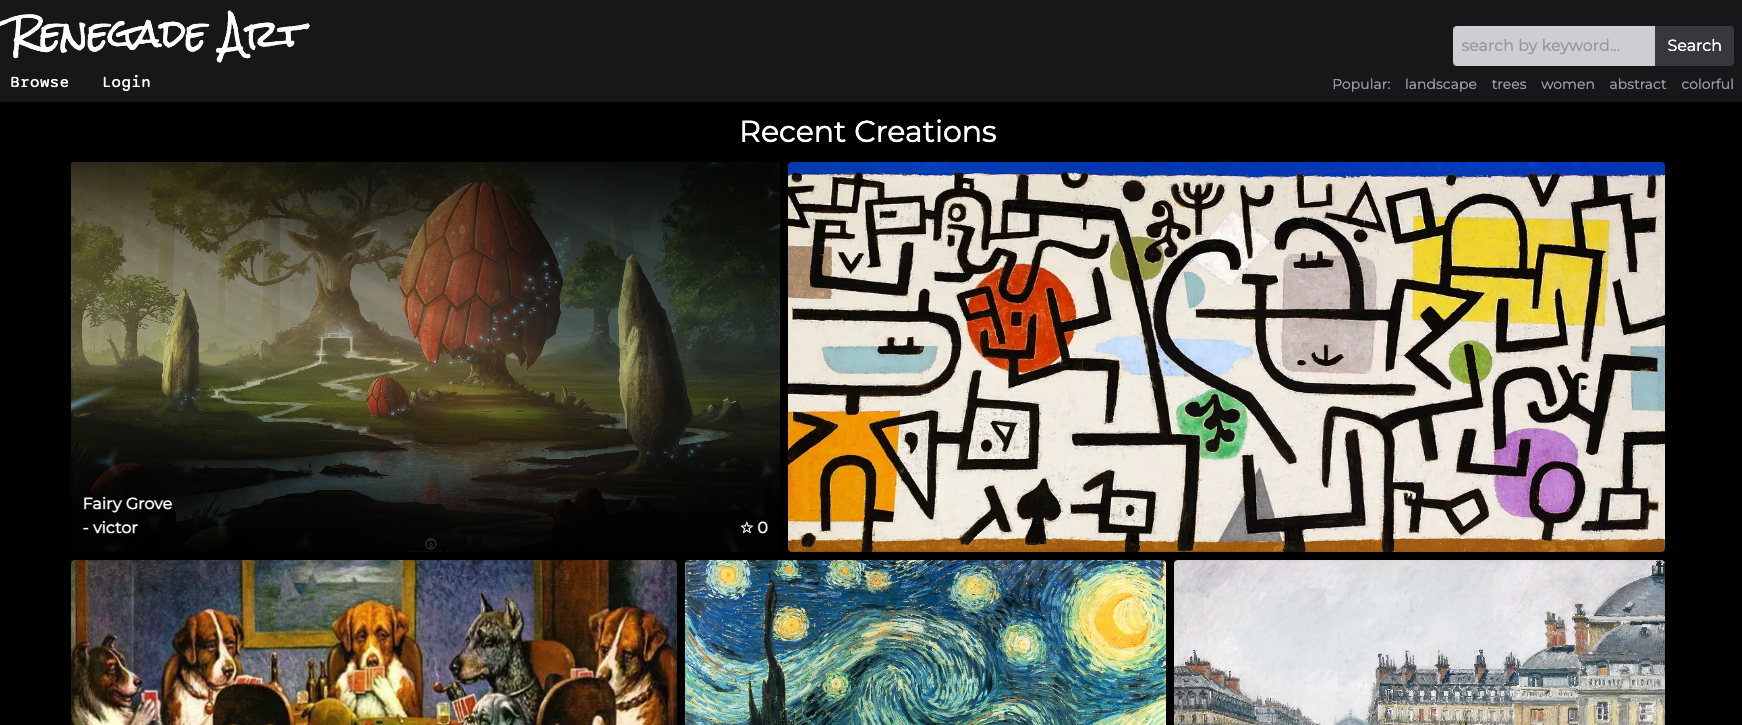 Renegade Art
search by keyword...
Search
Browse
Login
Popular: landscape trees women abstract colorful
Recent Creations
Fairy Grove
- victor
0